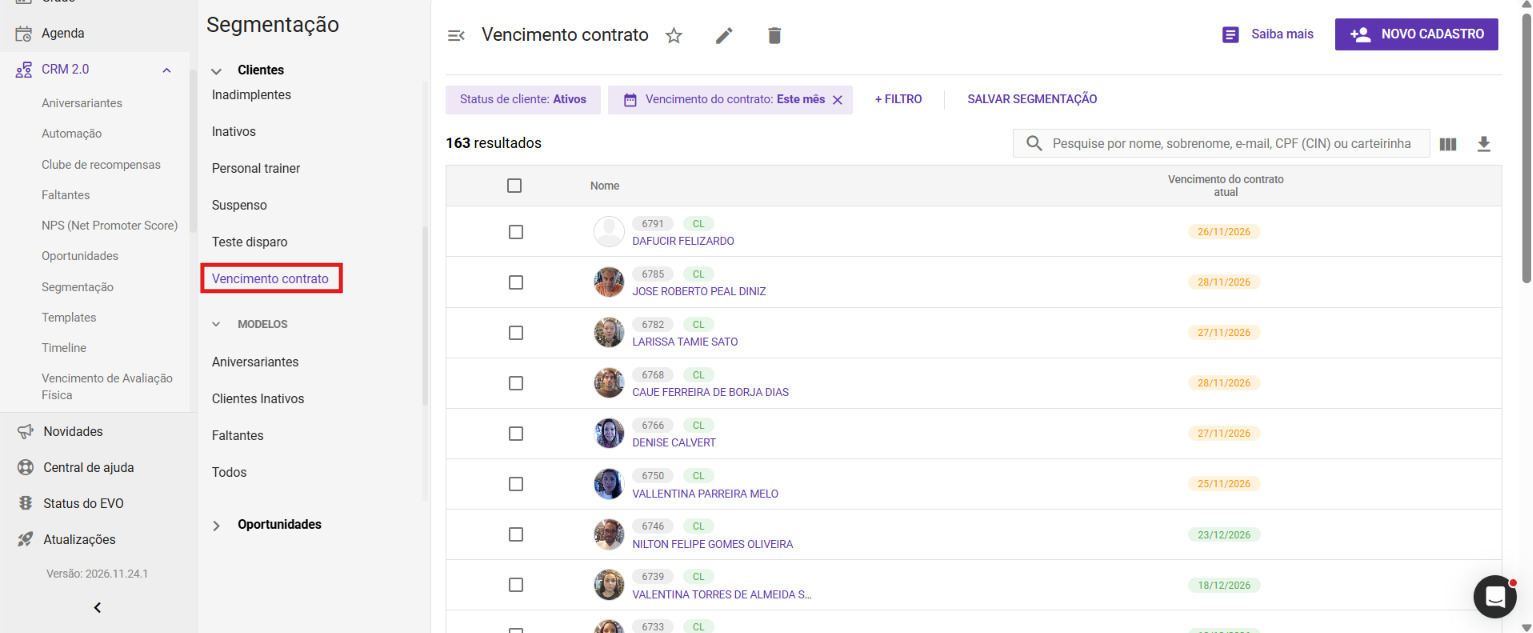 Agenda
CRM 2.0
Aniversariantes
Automação
Clube de recompensas
Faltantes
NPS (Net Promoter Score)
Oportunidades
Segmentação
Templates
Timeline
Vencimento de Avaliação
Física
Novidades
Central de ajuda
Status do EVO
Atualizações
Versão: 2026.11.24.1
Segmentação
Clientes
Inadimplentes
Inativos
Personal trainer
Suspenso
Teste disparo
Vencimento contrato
MODELOS
Aniversariantes
Clientes Inativos
Faltantes
Todos
Oportunidades
Vencimento contrato
Saiba mais
NOVO CADASTRO
Status de cliente: Ativos
Vencimento do contrato: Este mês
+ FILTRO
SALVAR SEGMENTAÇÃO
163 resultados
Pesquise por nome, sobrenome, e-mail, CPF (CIN) ou carteirinha
Nome
Vencimento do contrato
atual
6791 CL
DAFUCIR FELIZARDO
26/11/2026
6785 CL
JOSE ROBERTO PEAL DINIZ
28/11/2026
6782 CL
LARISSA TAMIE SATO
27/11/2026
6768 CL
CAUE FERREIRA DE BORJA DIAS
28/11/2026
6766 CL
DENISE CALVERT
27/11/2026
6750 CL
VALLENTINA PARREIRA MELO
25/11/2026
6746 CL
NILTON FELIPE GOMES OLIVEIRA
23/12/2026
6739 CL
VALENTINA TORRES DE ALMEIDA S...
18/12/2026
6733 CL